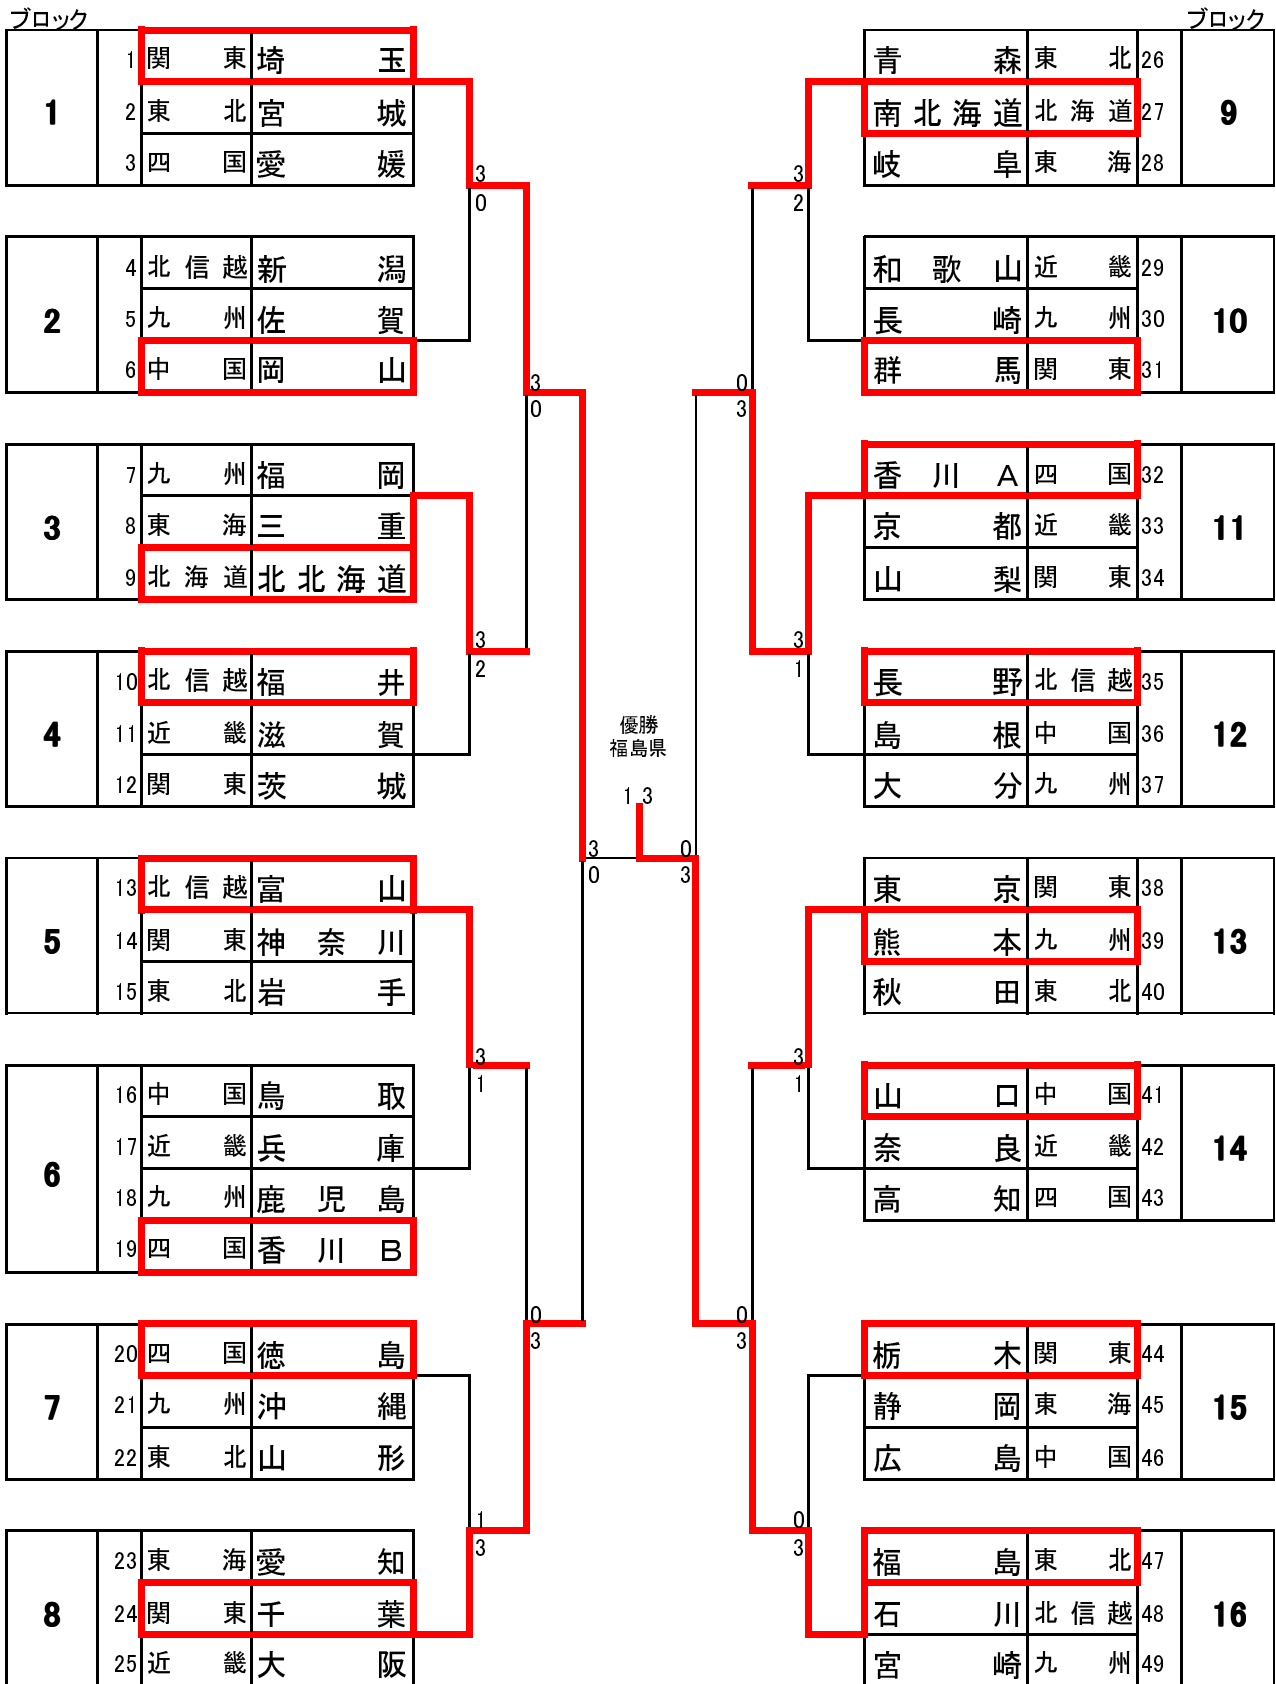 ブロック
1
1 関東 埼玉
2 東北 宮城
3 四国 愛媛
3
0
2
4 北信越 新潟
5 九州 佐賀
6 中国 岡山
3
0
3
7 九州 福岡
8 東海 三重
9 北海道 北北海道
3
2
4
10 北信越 福井
11 近畿 滋賀
12 関東 茨城
3
0
5
13 北信越 富山
14 関東 神奈川
15 東北 岩手
3
1
6
16 中国 鳥取
17 近畿 兵庫
18 九州 鹿児島
19 四国 香川B
0
3
7
20 四国 徳島
21 九州 沖縄
22 東北 山形
1
3
8
23 東海 愛知
24 関東 千葉
25 近畿 大阪
優勝
福島県
1 3
ブロック
青森 東北 26
南北海道 北海道 27
岐阜 東海 28
9
3
2
和歌山 近畿 29
長崎 九州 30
群馬 関東 31
10
0
3
香川A 四国 32
京都 近畿 33
山梨 関東 34
11
3
1
長野 北信越 35
島根 中国 36
大分 九州 37
12
0
3
東京 関東 38
熊本 九州 39
秋田 東北 40
13
3
1
山口 中国 41
奈良 近畿 42
高知 四国 43
14
0
3
栃木 関東 44
静岡 東海 45
広島 中国 46
15
0
3
福島 東北 47
石川 北信越 48
宮崎 九州 49
16